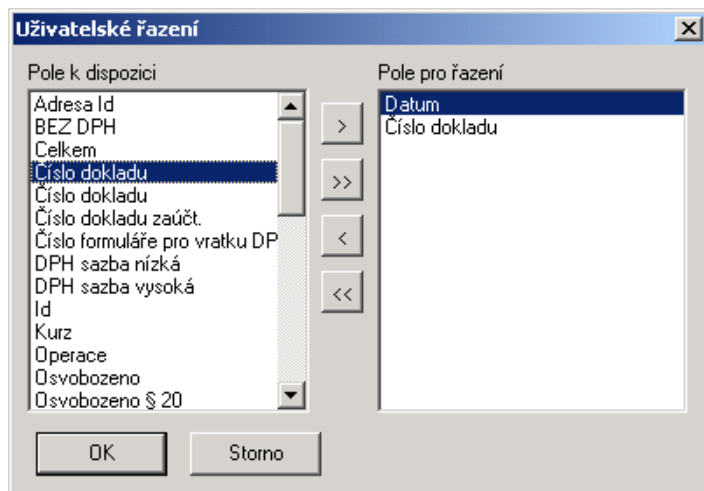 Uživatelské řazení
Pole k dispozici
Pole pro řazení
Adresa Id
BEZ DPH
Celkem
Číslo dokladu
Číslo dokladu
Číslo dokladu zaúčt.
Číslo formuláře pro vratku DP
DPH sazba nízká
DPH sazba vysoká
Id
Kurz
Operace
Osvobozeno
Osvobozeno § 20
>
>>
<
<<
Datum
Číslo dokladu
OK
Storno